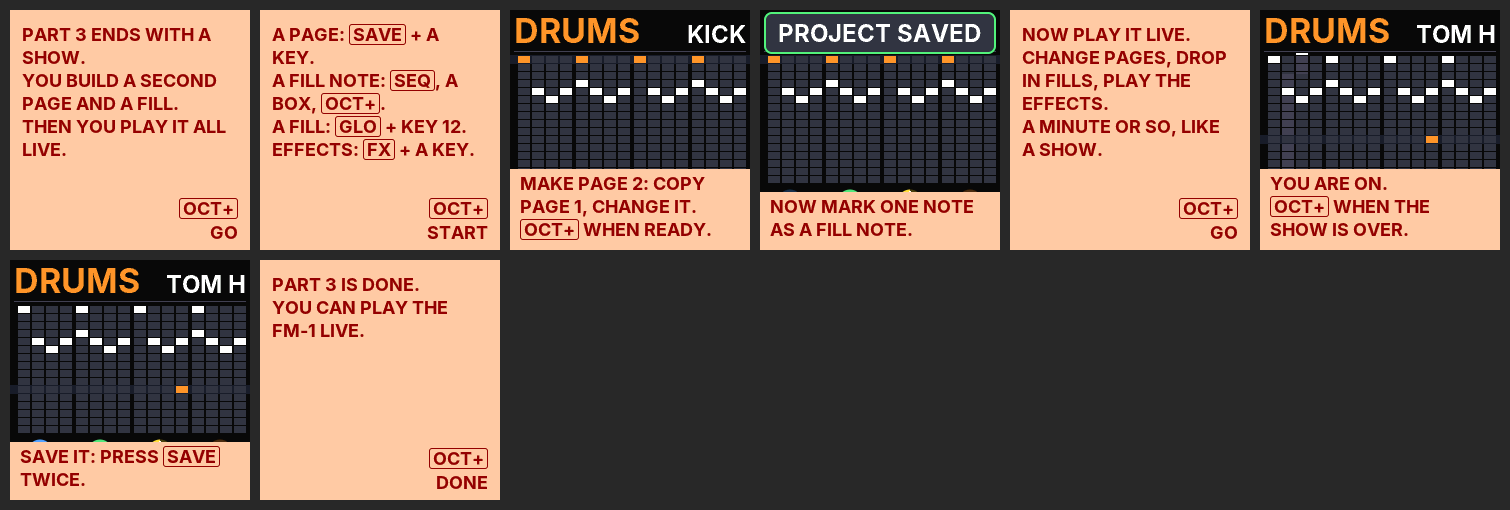 PART 3 ENDS WITH A
SHOW.
YOU BUILD A SECOND
PAGE AND A FILL.
THEN YOU PLAY IT ALL
LIVE.
OCT+
GO
A PAGE: SAVE + A
KEY.
A FILL NOTE: SEQ, A
BOX, OCT+.
A FILL: GLO + KEY 12.
EFFECTS: FX + A KEY.
OCT+
START
DRUMS KICK
MAKE PAGE 2: COPY
PAGE 1, CHANGE IT.
OCT+ WHEN READY.
PROJECT SAVED
NOW MARK ONE NOTE
AS A FILL NOTE.
NOW PLAY IT LIVE.
CHANGE PAGES, DROP
IN FILLS, PLAY THE
EFFECTS.
A MINUTE OR SO, LIKE
A SHOW.
OCT+
GO
DRUMS TOM H
YOU ARE ON.
OCT+ WHEN THE
SHOW IS OVER.
DRUMS TOM H
SAVE IT: PRESS SAVE
TWICE.
PART 3 IS DONE.
YOU CAN PLAY THE
FM-1 LIVE.
OCT+
DONE